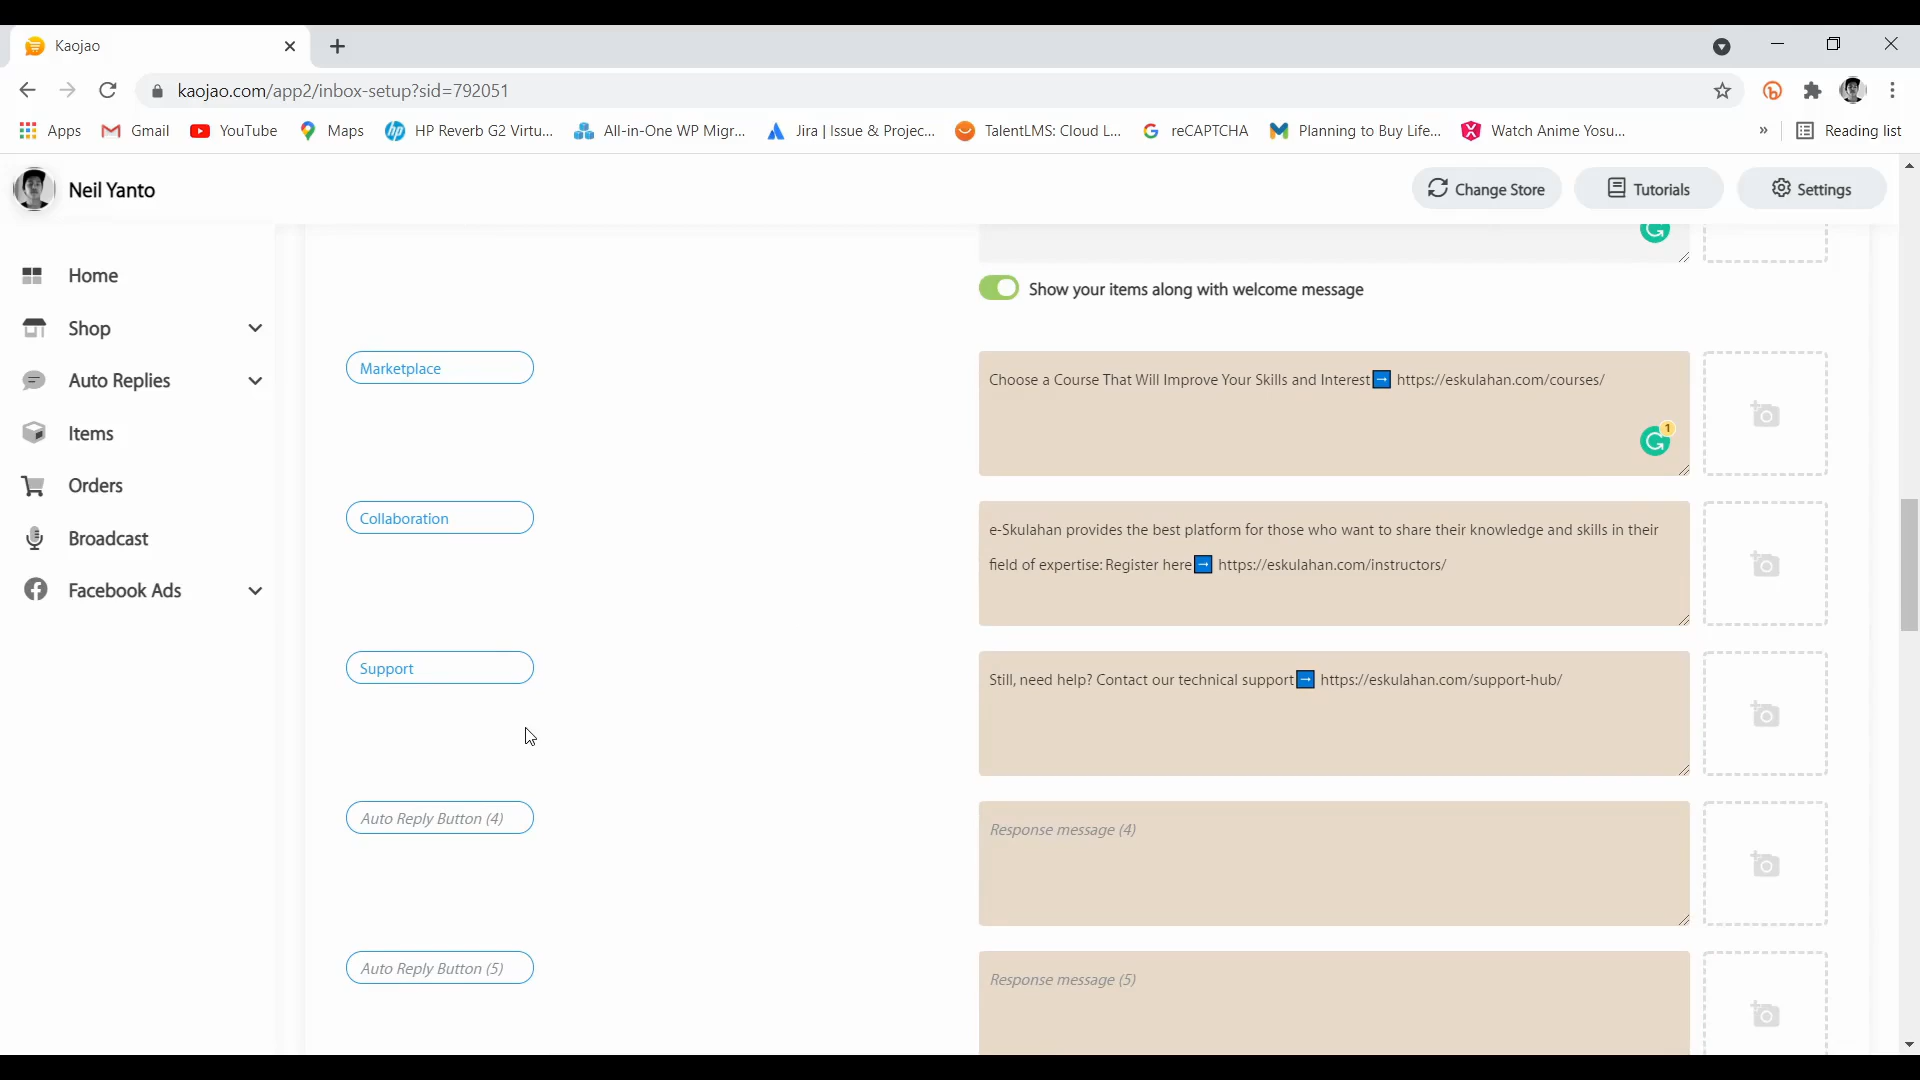 Kaojao
kaojao.com/app2/inbox-setup?sid=792051
Apps
Gmail
YouTube
Maps
HP Reverb G2 Virtu...
All-in-One WP Migr...
Jira | Issue & Projec...
TalentLMS: Cloud L...
reCAPTCHA
Planning to Buy Life...
Watch Anime Yosu...
»
Reading list
Neil Yanto
Change Store
Tutorials
Settings
Home
Shop
Auto Replies
Items
Orders
Broadcast
Facebook Ads
Show your items along with welcome message
Marketplace
Choose a Course That Will Improve Your Skills and Interest➡️ https://eskulahan.com/courses/
1
Collaboration
e-Skulahan provides the best platform for those who want to share their knowledge and skills in their
field of expertise: Register here➡️ https://eskulahan.com/instructors/
Support
Still, need help? Contact our technical support➡️ https://eskulahan.com/support-hub/
Auto Reply Button (4)
Response message (4)
Auto Reply Button (5)
Response message (5)